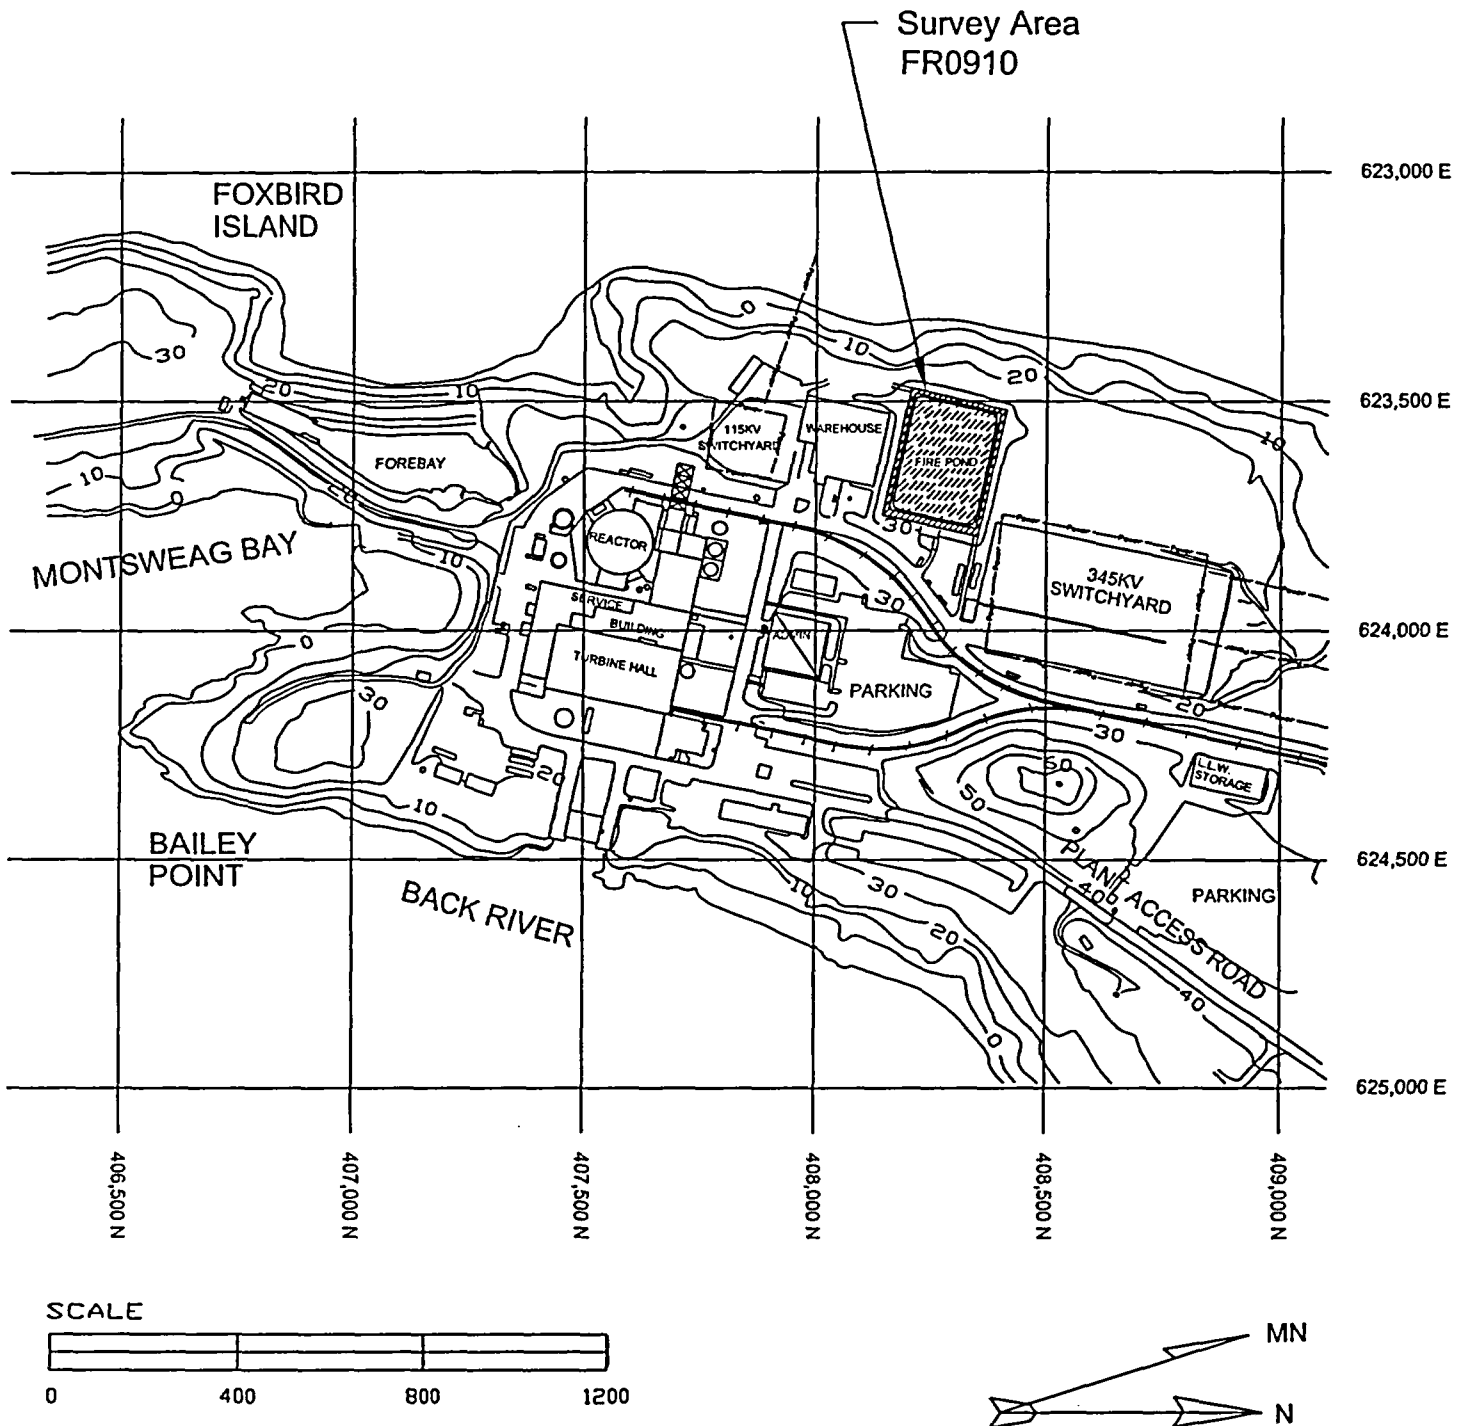 Survey Area
FR0910
623,000 E
FOXBIRD
ISLAND
0
10
30
20
20
10
623,500 E
10
115KV
SWITCHYARD
WAREHOUSE
FIRE POND
FOREBAY
10
0
20
30
MONTSWEAG BAY
10
REACTOR
345KV
SWITCHYARD
30
SERVICE
BUILDING
ADMIN
624,000 E
0
TURBINE HALL
PARKING
30
20
30
60
L.L.W.
STORAGE
20
50
10
BAILEY
POINT
624,500 E
PLANT ACCESS ROAD
BACK RIVER
10
30
40
PARKING
20
40
0
625,000 E
406,500 N
407,000 N
407,500 N
408,000 N
408,500 N
409,000 N
SCALE
0 400 800 1200
MN
N